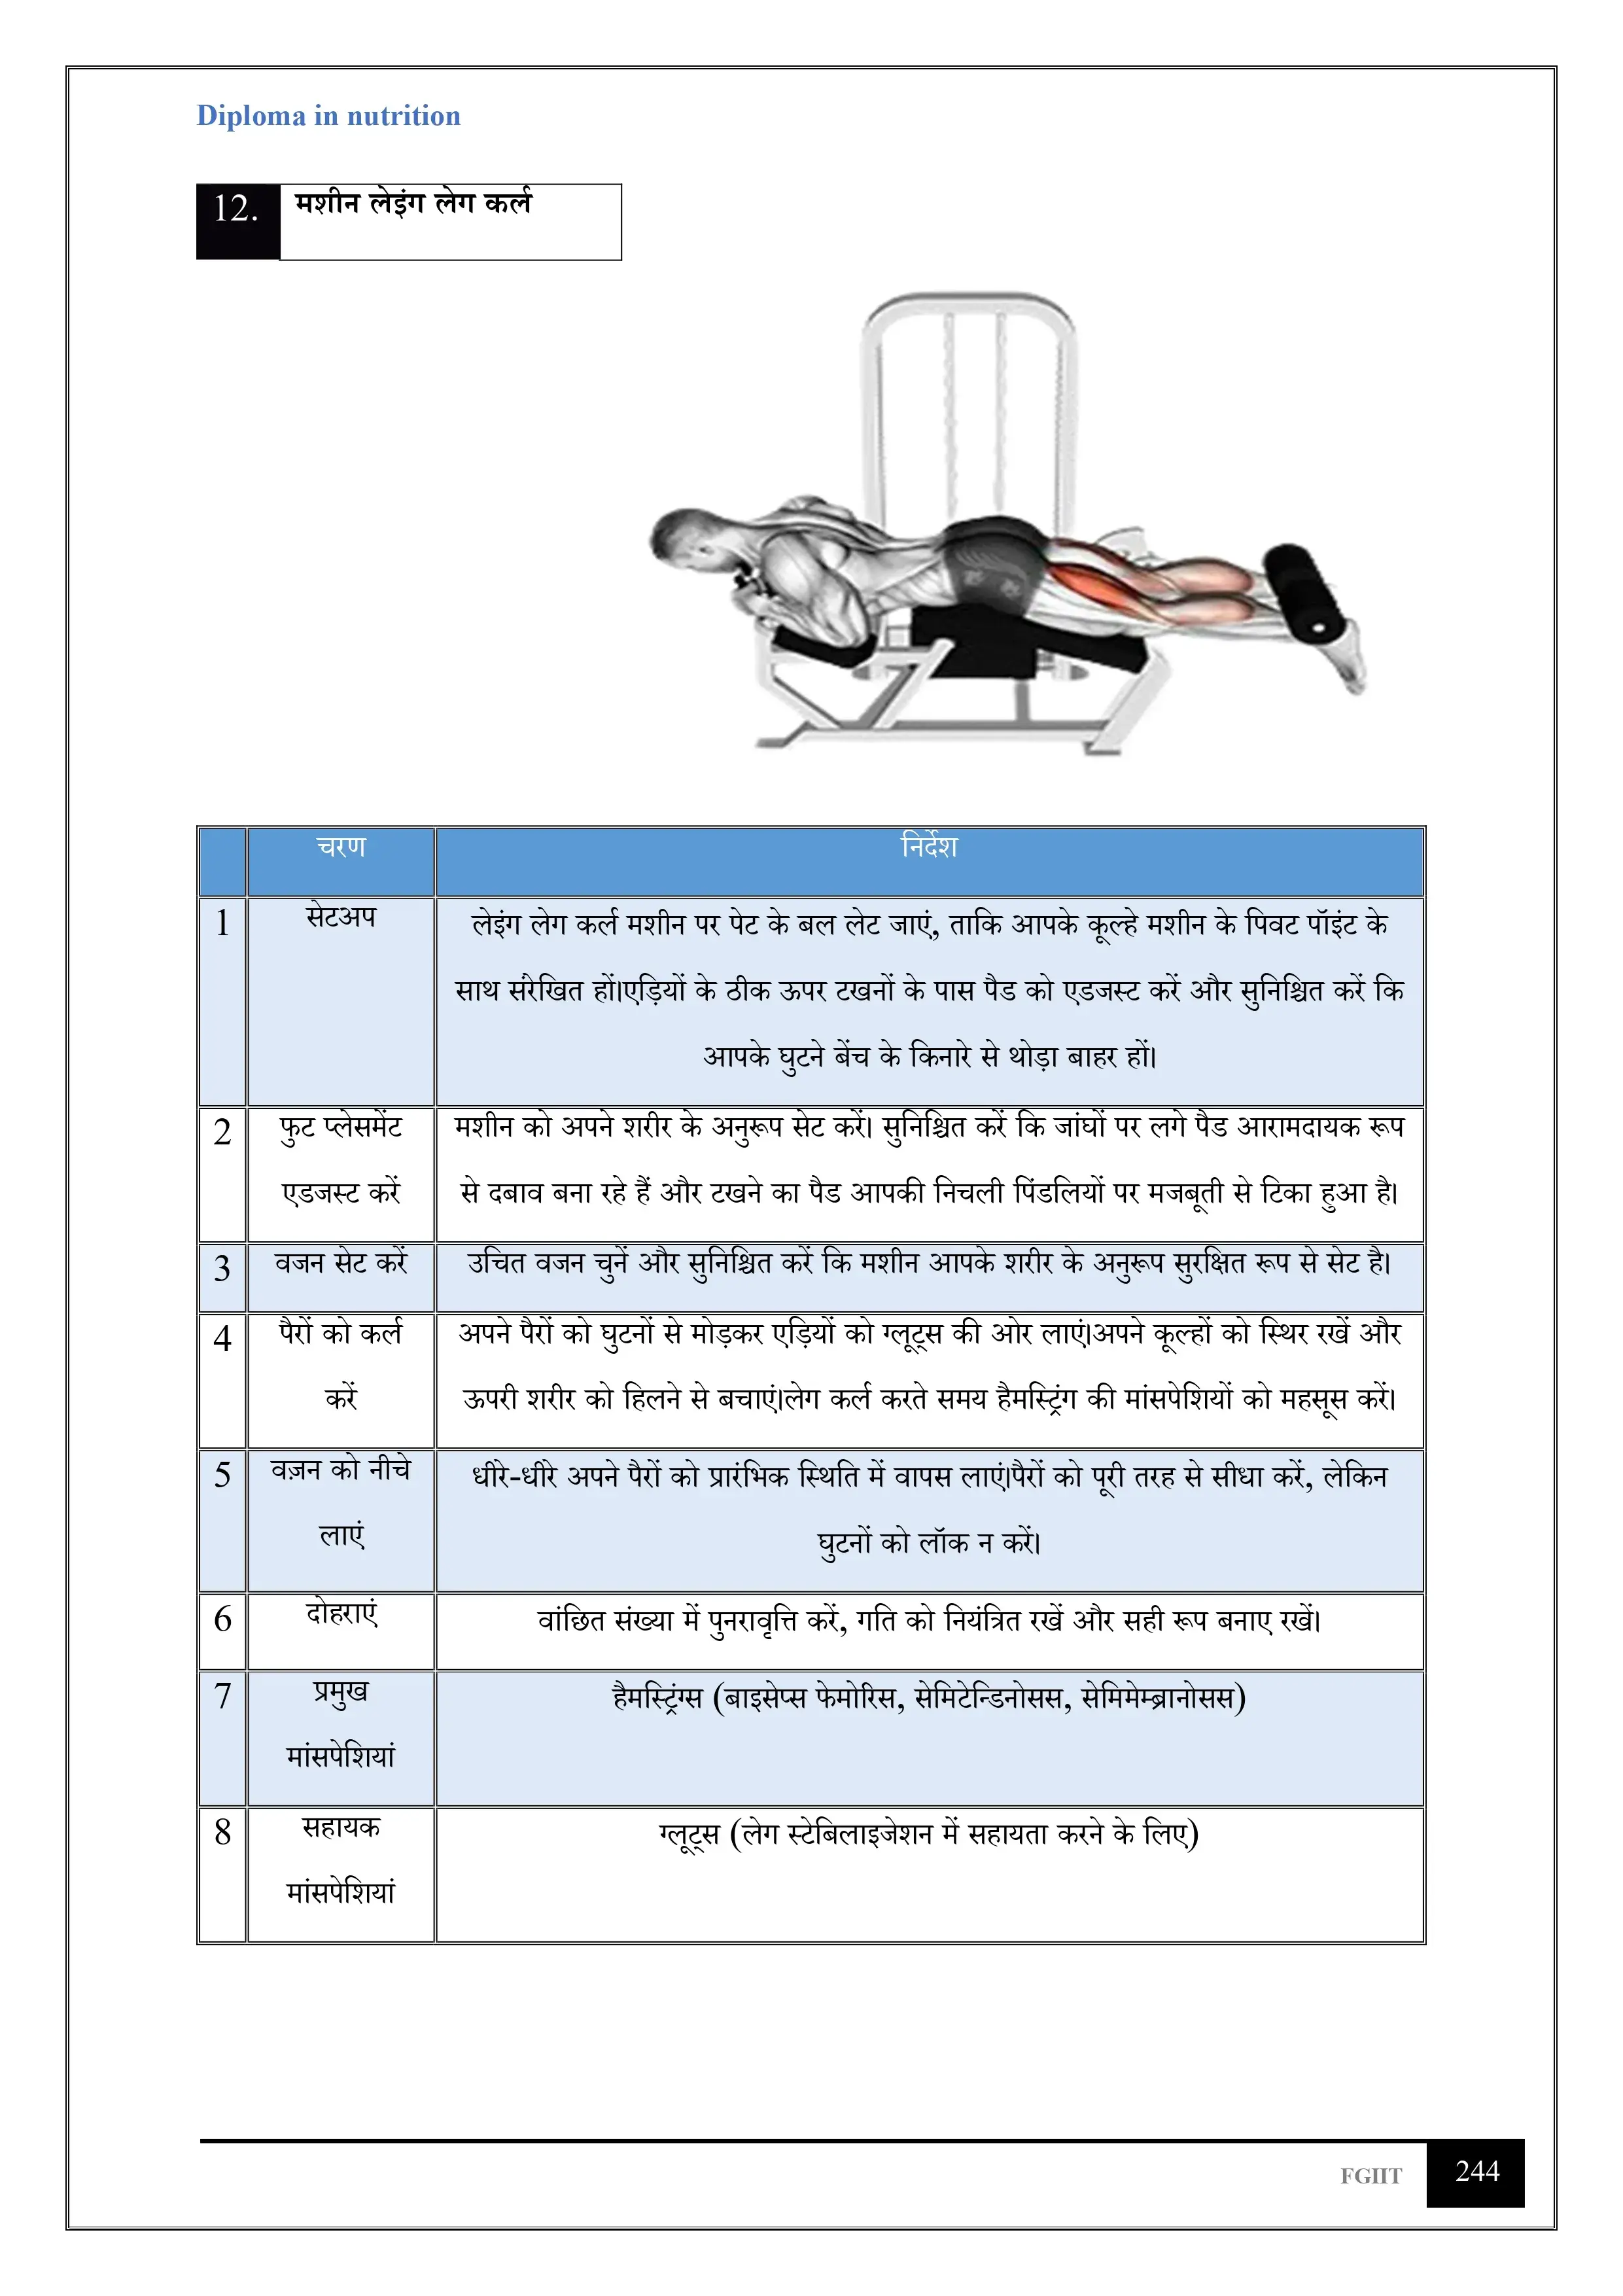 Diploma in nutrition
12. मशीन लेइंग लेग कर्ल
चरण निर्देश
1 सेटअप लेइंग लेग कर्ल मशीन पर पेट के बल लेट जाएं, ताकि आपके कूल्हे मशीन के पिवट पॉइंट के
साथ संरेखित हों।एड़ियों के ठीक ऊपर टखनों के पास पैड को एडजस्ट करें और सुनिश्चित करें कि
आपके घुटने बेंच के किनारे से थोड़ा बाहर हों।
2 फुट प्लेसमेंट मशीन को अपने शरीर के अनुरूप सेट करें। सुनिश्चित करें कि जांघों पर लगे पैड आरामदायक रूप
एडजस्ट करें से दबाव बना रहे हैं और टखने का पैड आपकी निचली पिंडलियों पर मजबूती से टिका हुआ है।
3 वजन सेट करें उचित वजन चुनें और सुनिश्चित करें कि मशीन आपके शरीर के अनुरूप सुरक्षित रूप से सेट है।
4 पैरों को कर्ल अपने पैरों को घुटनों से मोड़कर एड़ियों को ग्लूट्स की ओर लाएं।अपने कूल्हों को स्थिर रखें और
करें ऊपरी शरीर को हिलने से बचाएं।लेग कर्ल करते समय हैमस्ट्रिंग की मांसपेशियों को महसूस करें।
5 वज़न को नीचे धीरे-धीरे अपने पैरों को प्रारंभिक स्थिति में वापस लाएं।पैरों को पूरी तरह से सीधा करें, लेकिन
लाएं घुटनों को लॉक न करें।
6 दोहराएं वांछित संख्या में पुनरावृत्ति करें, गति को नियंत्रित रखें और सही रूप बनाए रखें।
7 प्रमुख हैमस्ट्रिंग्स (बाइसेप्स फेमोरिस, सेमिटेन्डिनोसस, सेमिमेम्ब्रानोसस)
मांसपेशियां
8 सहायक ग्लूट्स (लेग स्टेबिलाइजेशन में सहायता करने के लिए)
मांसपेशियां
FGIIT 244